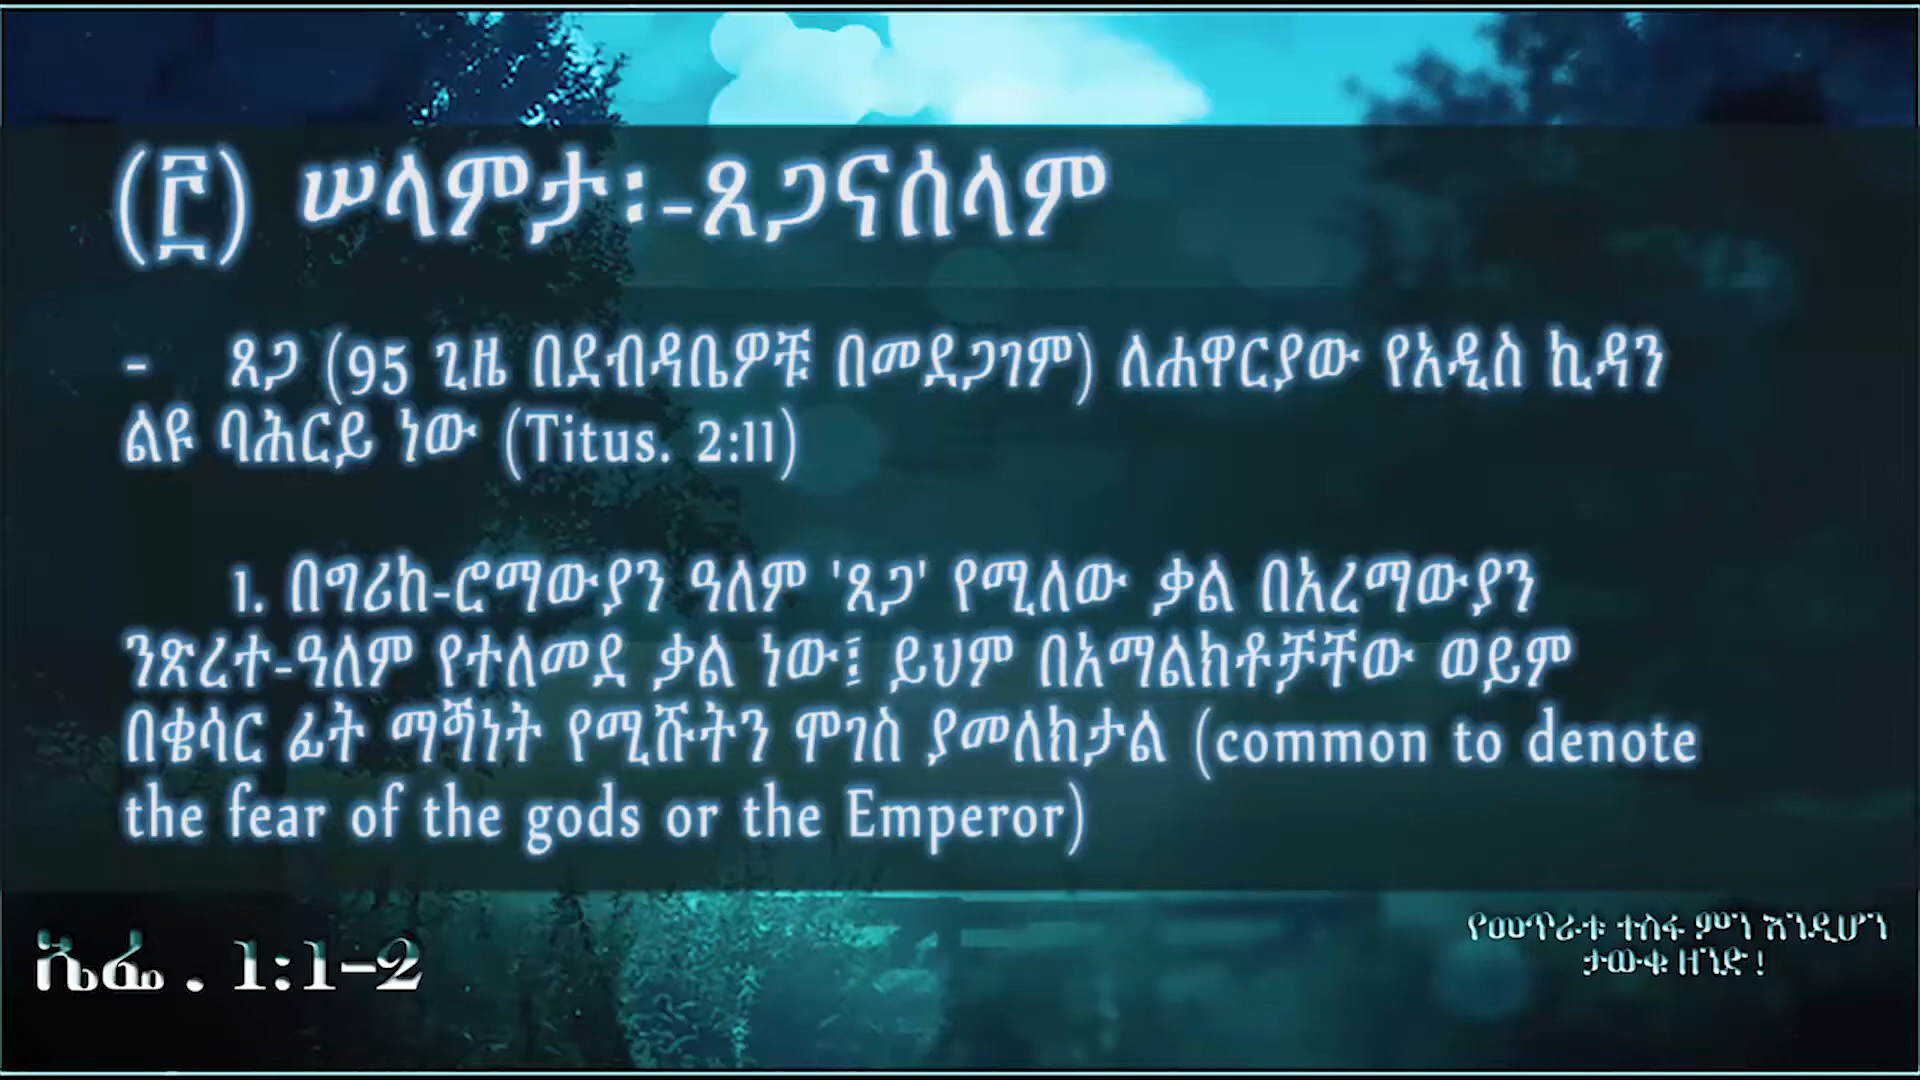 (፫) ሠላምታ፡-ጸጋናሰላም
- ጸጋ (95 ጊዜ በደብዳቤዎቹ በመደጋገም) ለሐዋርያው የአዲስ ኪዳን
ልዩ ባሕርይ ነው (Titus. 2:11)
1. በግሪክ-ሮማውያን ዓለም 'ጸጋ' የሚለው ቃል በአረማውያን
ንጽረተ-ዓለም የተለመደ ቃል ነው፤ ይህም በአማልክቶቻቸው ወይም
በቄሳር ፊት ማኻነት የሚሹትን ሞገስ ያመለክታል (common to denote
the fear of the gods or the Emperor)
ኤፌ . 1:1-2
የመጥራቱ ተስፋ ምን እንዲሆን
ታውቁ ዘንድ!